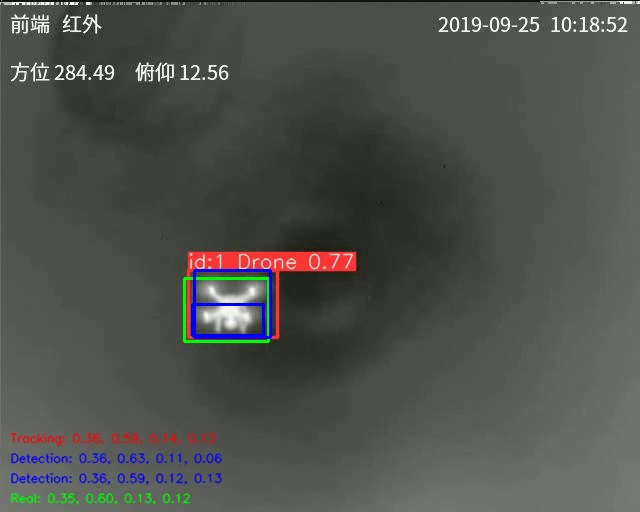 前端 红外
2019-09-25 10:18:52
方位 284.49 俯仰 12.56
id:1 Drone 0.77
Tracking: 0.36, 0.59, 0.14, 0.13
Detection: 0.36, 0.63, 0.11, 0.06
Detection: 0.36, 0.59, 0.12, 0.13
Real: 0.35, 0.60, 0.13, 0.12